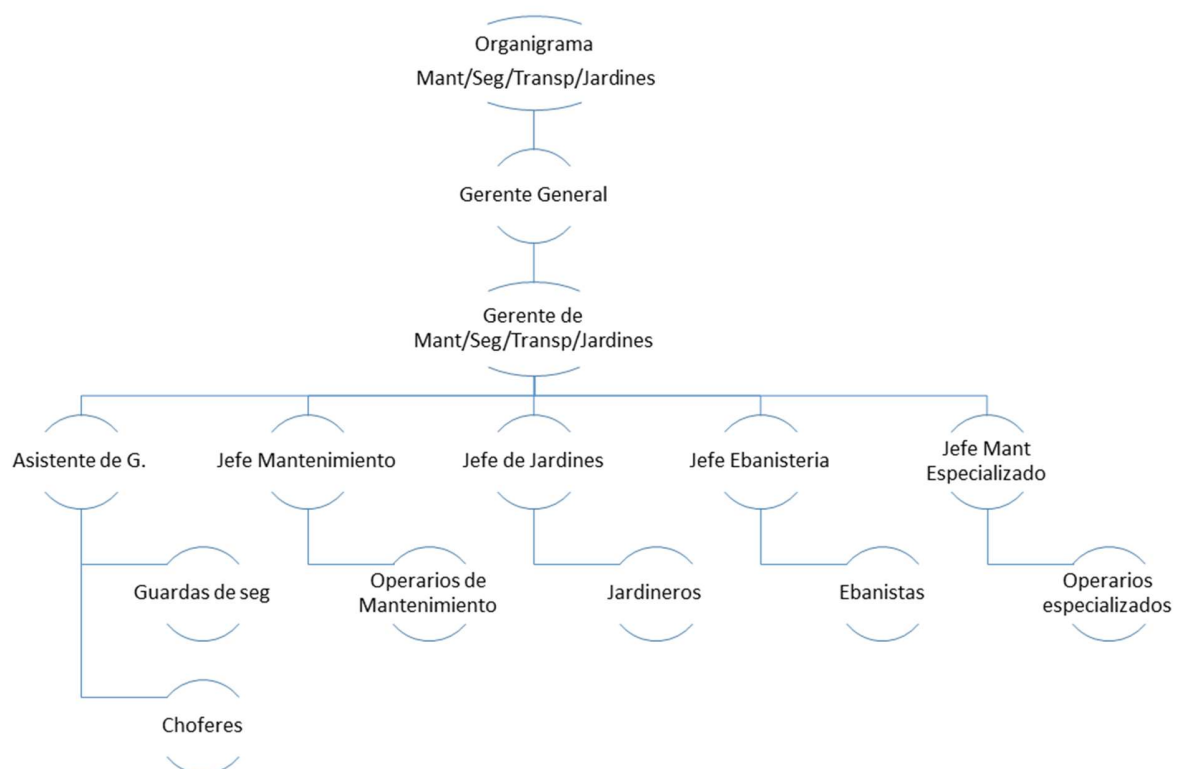 Organigrama
Mant/Seg/Transp/Jardines
Gerente General
Gerente de
Mant/Seg/Transp/Jardines
Asistente de G.
Jefe Mantenimiento
Jefe de Jardines
Jefe Ebanisteria
Jefe Mant
Especializado
Guardas de seg
Operarios de
Mantenimiento
Jardineros
Ebanistas
Operarios
especializados
Choferes